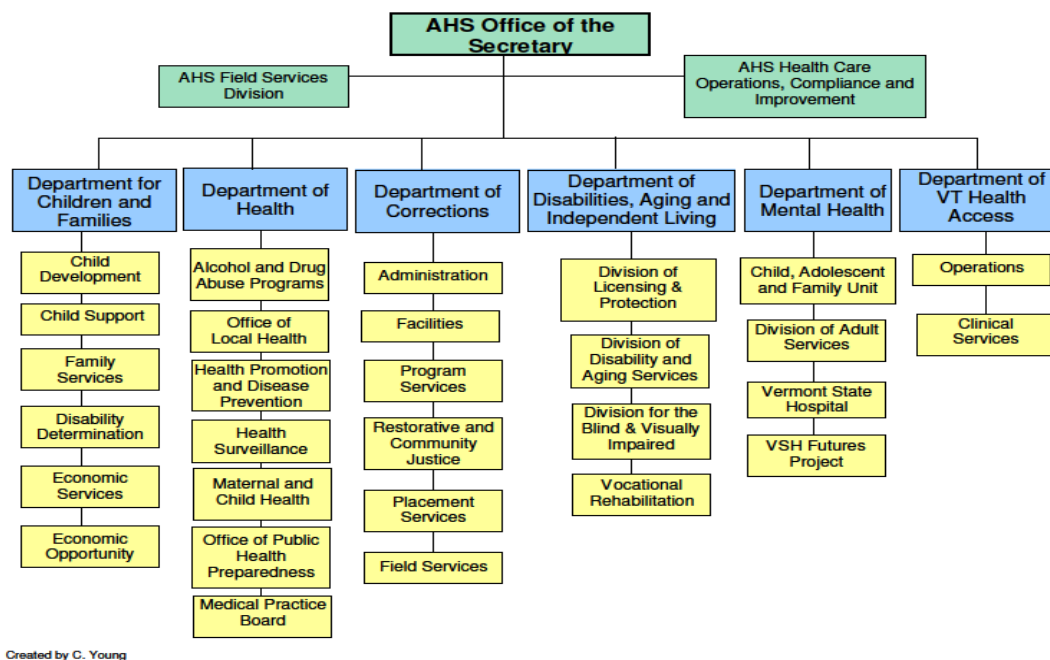 AHS Office of the
Secretary
AHS Field Services
Division
AHS Health Care
Operations, Compliance and
Improvement
Department for
Children and
Families
Child
Development
Child Support
Family
Services
Disability
Determination
Economic
Services
Economic
Opportunity
Department of
Health
Alcohol and Drug
Abuse Programs
Office of
Local Health
Health Promotion
and Disease
Prevention
Health
Surveillance
Maternal and
Child Health
Office of Public
Health
Preparedness
Medical Practice
Board
Department of
Corrections
Administration
Facilities
Program
Services
Restorative and
Community
Justice
Placement
Services
Field Services
Department of
Disabilities, Aging and
Independent Living
Division of
Licensing &
Protection
Division of
Disability and
Aging Services
Division for the
Blind & Visually
Impaired
Vocational
Rehabilitation
Department of
Mental Health
Child, Adolescent
and Family Unit
Division of Adult
Services
Vermont State
Hospital
VSH Futures
Project
Department of
VT Health
Access
Operations
Clinical
Services
Created by C. Young